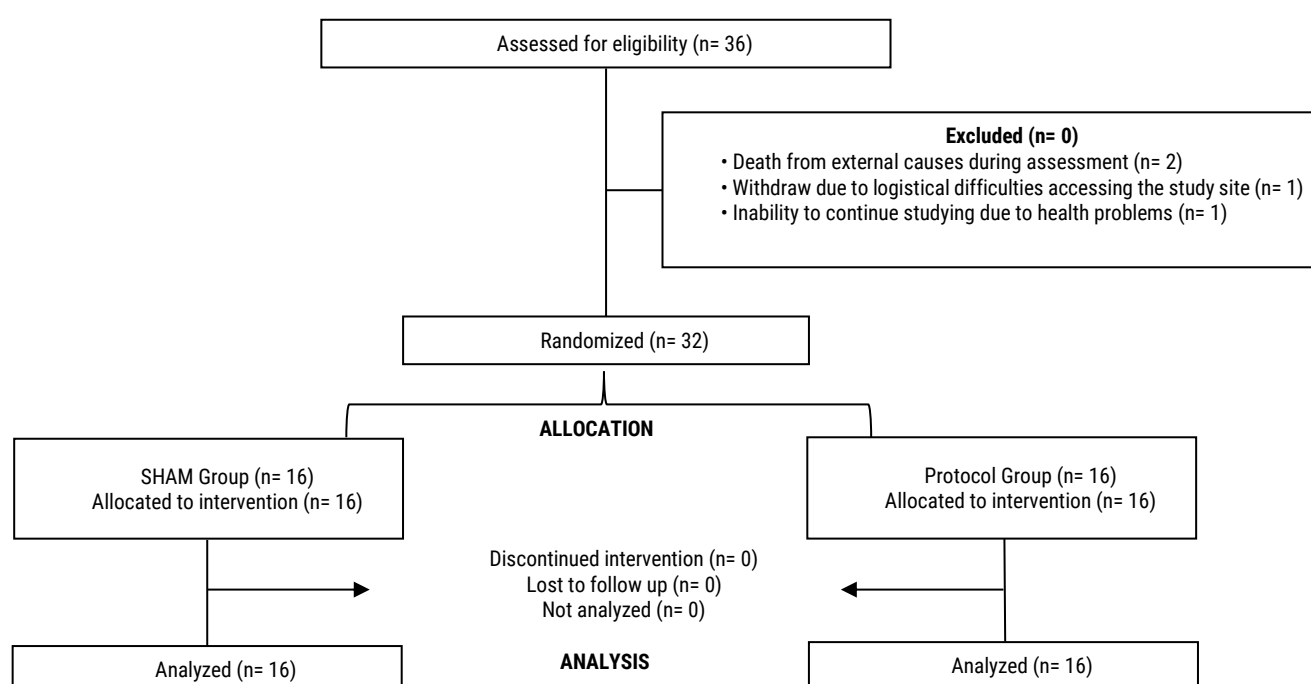 Assessed for eligibility (n= 36)
Excluded (n= 0)
• Death from external causes during assessment (n= 2)
• Withdraw due to logistical difficulties accessing the study site (n= 1)
• Inability to continue studying due to health problems (n= 1)
Randomized (n= 32)
ALLOCATION
SHAM Group (n= 16)
Allocated to intervention (n= 16)
Protocol Group (n= 16)
Allocated to intervention (n= 16)
Discontinued intervention (n= 0)
Lost to follow up (n= 0)
Not analyzed (n= 0)
Analyzed (n= 16)
ANALYSIS
Analyzed (n= 16)